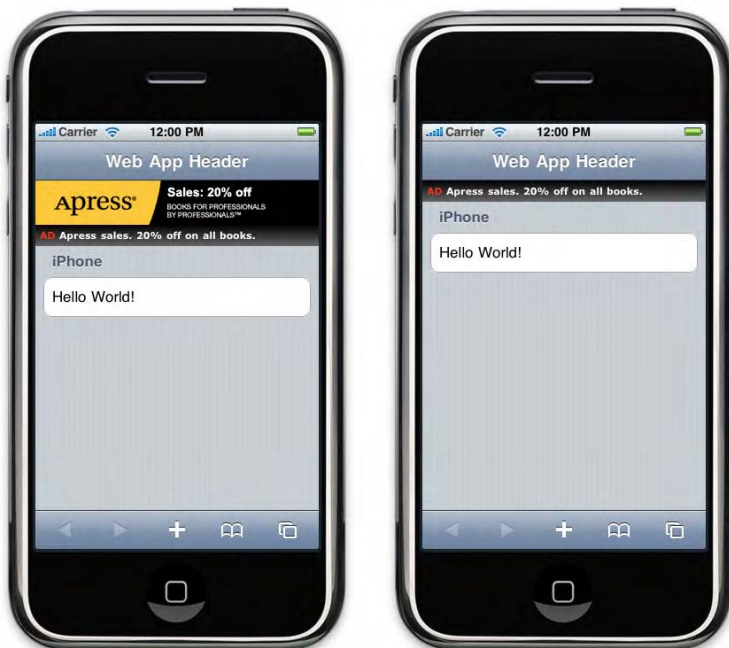 Carrier 12:00 PM
Web App Header
Apress®
Sales: 20% off
BOOKS FOR PROFESSIONALS
BY PROFESSIONALS™
AD Apress sales. 20% off on all books.
iPhone
Hello World!
Carrier 12:00 PM
Web App Header
AD Apress sales. 20% off on all books.
iPhone
Hello World!